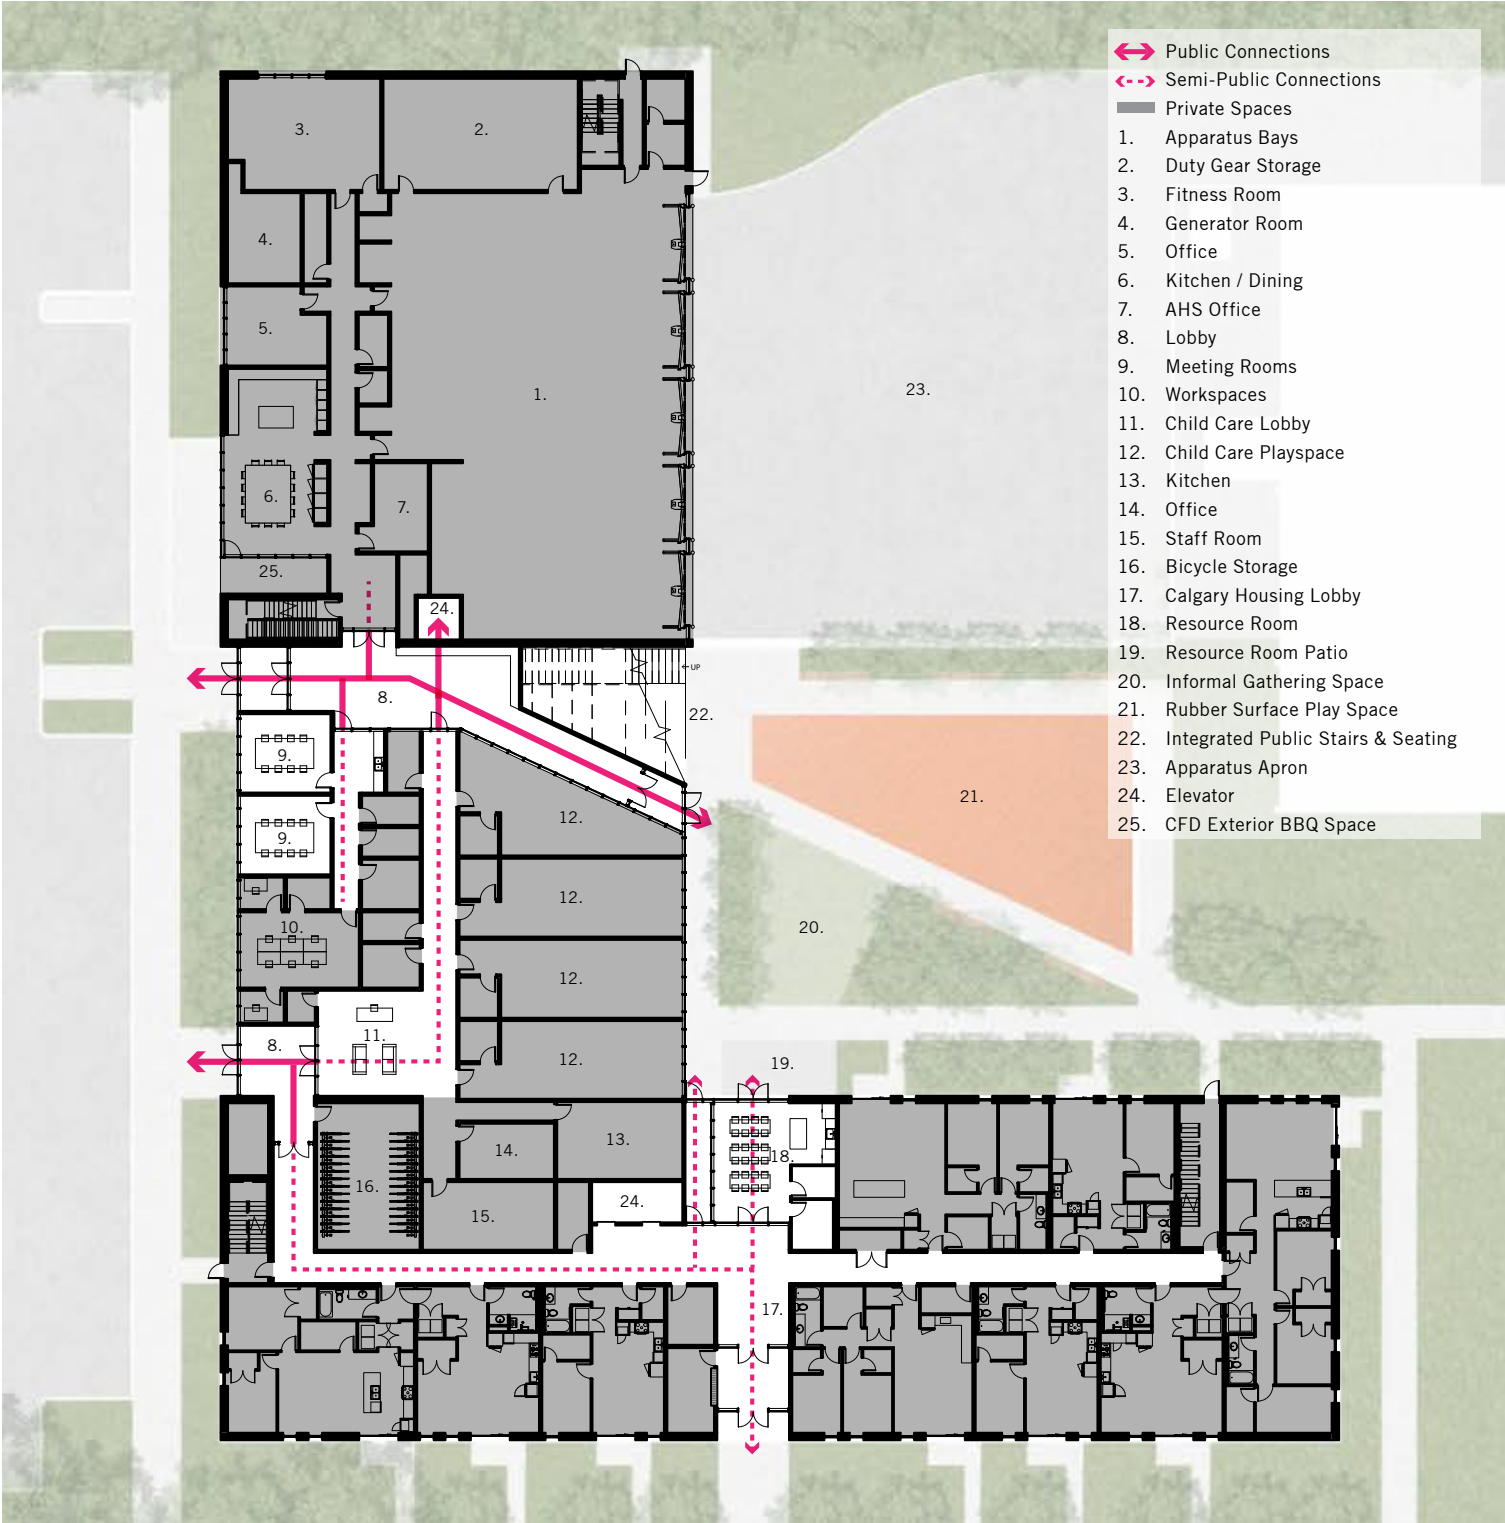 Public Connections
Semi-Public Connections
Private Spaces
1. Apparatus Bays
2. Duty Gear Storage
3. Fitness Room
4. Generator Room
5. Office
6. Kitchen / Dining
7. AHS Office
8. Lobby
9. Meeting Rooms
10. Workspaces
11. Child Care Lobby
12. Child Care Playspace
13. Kitchen
14. Office
15. Staff Room
16. Bicycle Storage
17. Calgary Housing Lobby
18. Resource Room
19. Resource Room Patio
20. Informal Gathering Space
21. Rubber Surface Play Space
22. Integrated Public Stairs & Seating
23. Apparatus Apron
24. Elevator
25. CFD Exterior BBQ Space
3.
2.
4.
5.
1.
23.
6.
7.
25.
24.
UP
8.
22.
9.
21.
12.
9.
12.
10.
20.
12.
11.
8.
12.
19.
13.
14.
18.
16.
24.
15.
17.